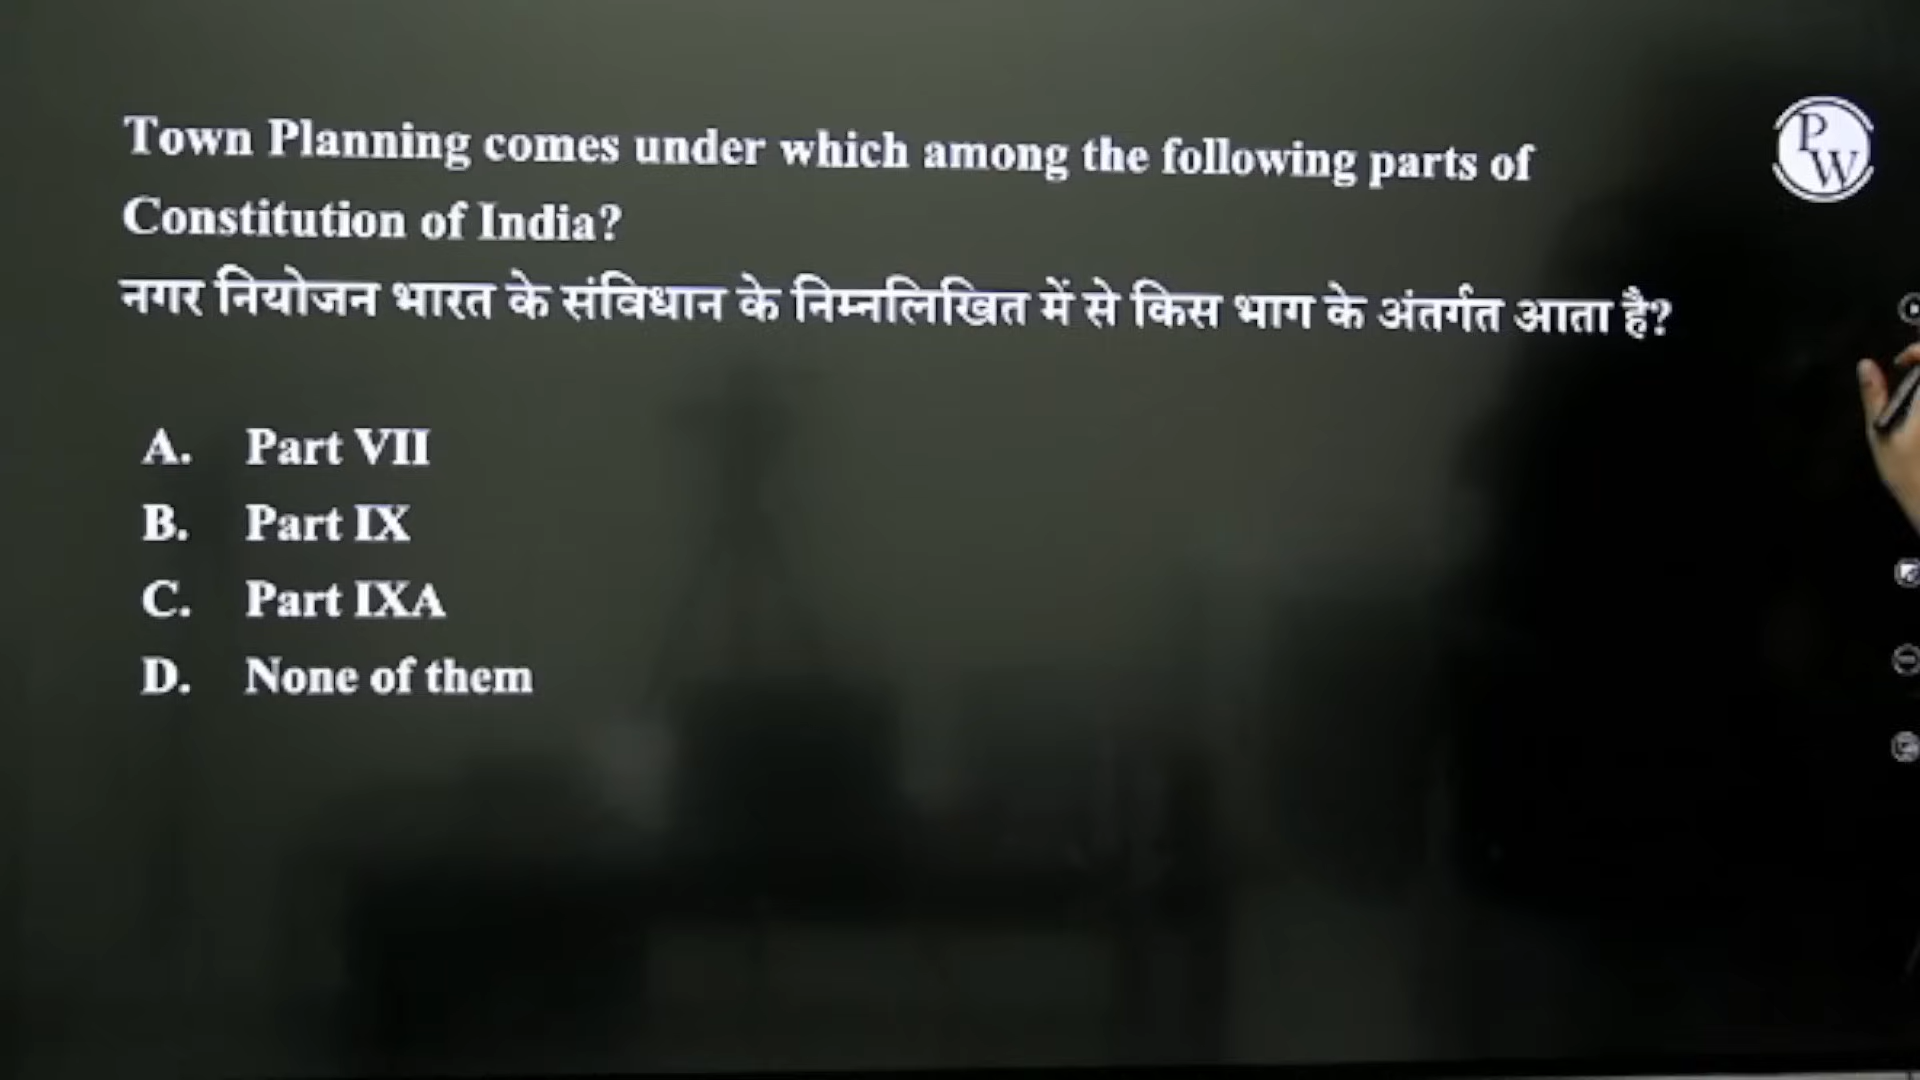 Town Planning comes under which among the following parts of
Constitution of India?
नगर नियोजन भारत के संविधान के निम्नलिखित में से किस भाग के अंतर्गत आता है?
A. Part VII
B. Part IX
C. Part IXA
D. None of them
PW